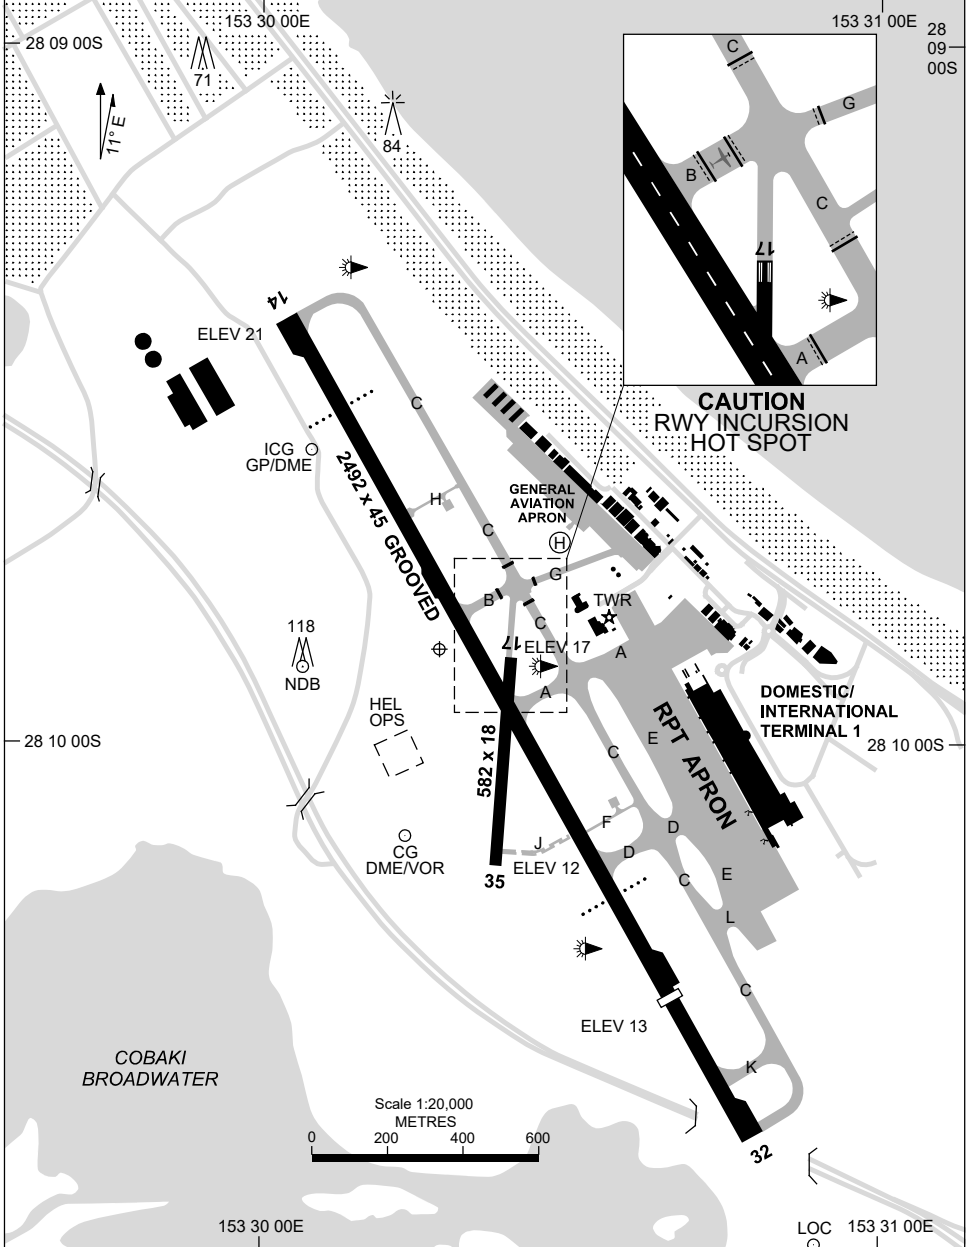 153 30 00E
153 31 00E
28 09 00S
28
09
00S
71
84
11° E
C
G
B
C
17
A
CAUTION
RWY INCURSION
HOT SPOT
14
ELEV 21
C
ICG
GP/DME
2492 x 45 GROOVED
H
GENERAL
AVIATION
APRON
C
H
G
B
TWR
C
118
NDB
17
ELEV 17
A
A
HEL
OPS
DOMESTIC/
INTERNATIONAL
TERMINAL 1
RPT APRON
E
C
28 10 00S
28 10 00S
582 x 18
F
D
J
D
CG
DME/VOR
35
ELEV 12
C
E
L
C
ELEV 13
K
COBAKI
BROADWATER
Scale 1:20,000
METRES
0 200 400 600
32
153 30 00E
LOC
153 31 00E